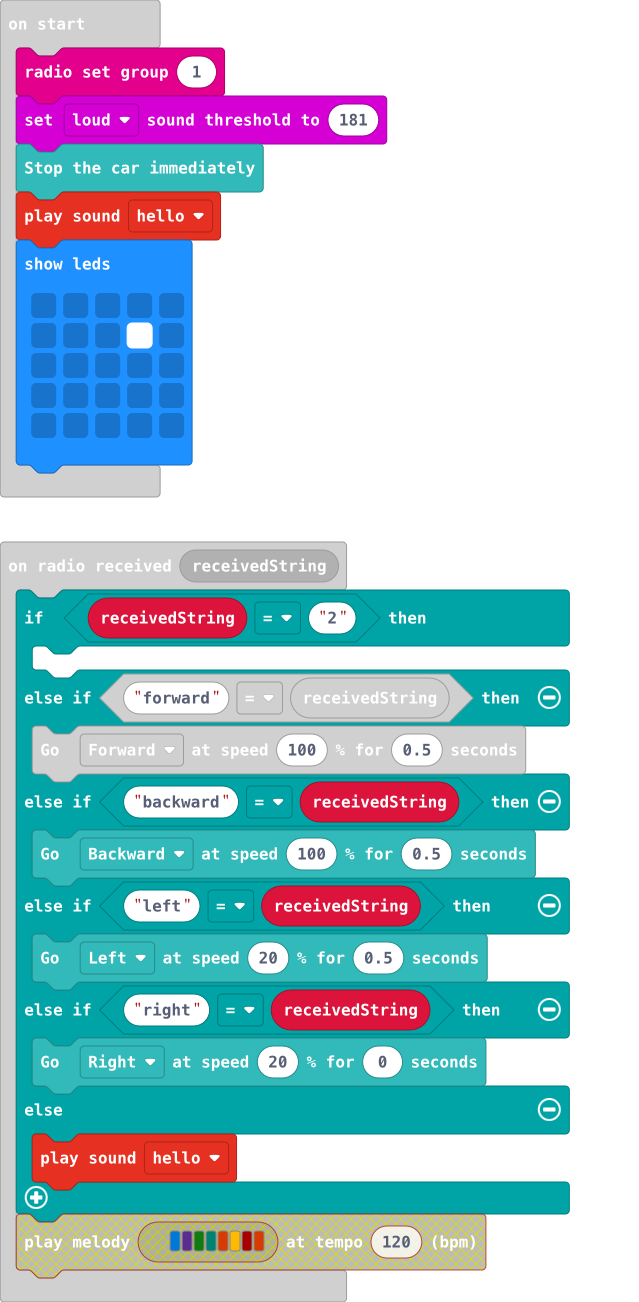 on start
radio set group 1
set loud sound threshold to 181
Stop the car immediately
play sound hello
show leds
on radio received receivedString
if receivedString = "2" then
else if "forward" = receivedString then
Go Forward at speed 100 % for 0.5 seconds
else if "backward" = receivedString then
Go Backward at speed 100 % for 0.5 seconds
else if "left" = receivedString then
Go Left at speed 20 % for 0.5 seconds
else if "right" = receivedString then
Go Right at speed 20 % for 0 seconds
else
play sound hello
play melody at tempo 120 (bpm)